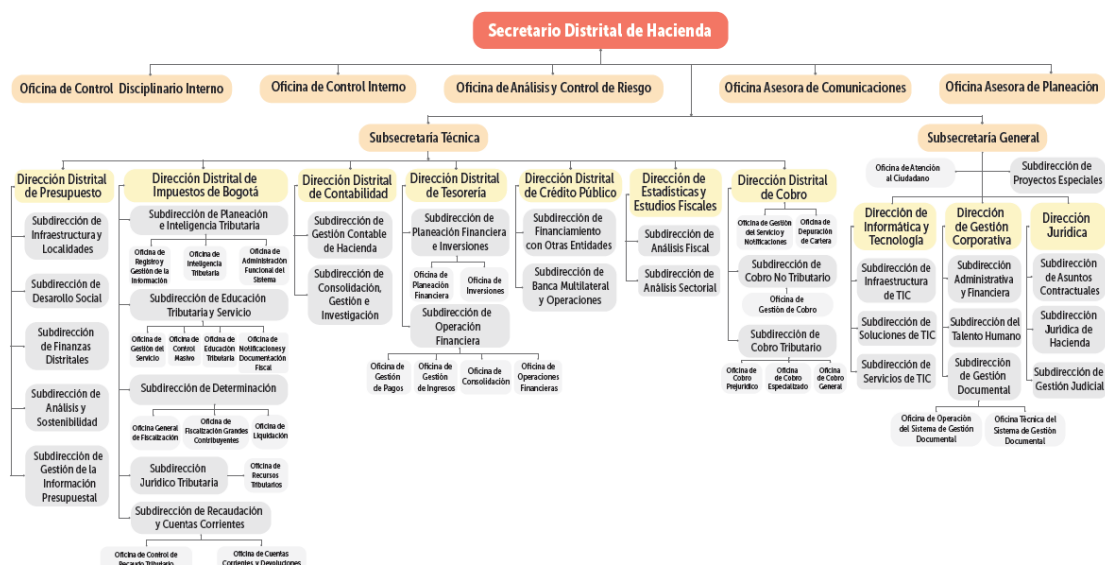 Secretario Distrital de Hacienda
Oficina de Control Disciplinario Interno
Oficina de Control Interno
Oficina de Análisis y Control de Riesgo
Oficina Asesora de Comunicaciones
Oficina Asesora de Planeación
Subsecretaría Técnica
Subsecretaría General
Dirección Distrital
de Presupuesto
Subdirección de
Infraestructura y
Localidades
Subdirección de
Desarollo Social
Subdirección
de Finanzas
Distritales
Subdirección de
Análisis y
Sostenibilidad
Subdirección de
Gestión de la
Información
Presupuestal
Dirección Distrital de
Impuestos de Bogotá
Subdirección de Planeación
e Inteligencia Tributaria
Oficina de
Registro y
Gestión de la
Información
Oficina de
Inteligencia
Tributaria
Oficina de
Administración
Funcional del
Sistema
Subdirección de Educación
Tributaria y Servicio
Oficina de
Gestión del
Servicio
Oficina de
Control
Masivo
Oficina de
Educación
Tributaria
Oficina de
Notificaciones y
Documentación
Fiscal
Subdirección de Determinación
Oficina General
de Fiscalización
Oficina de
Fiscalización Grandes
Contribuyentes
Oficina de
Liquidación
Subdirección
Jurìdico Tributaria
Oficina de
Recursos
Tributarios
Subdirección de Recaudación
y Cuentas Corrientes
Oficina de Control de
Recaudo Tributario
Oficina de Cuentas
Corrientes y Devoluciones
Dirección Distrital
de Contabilidad
Subdirección de
Gestión Contable
de Hacienda
Subdirección de
Consolidación,
Gestión e
Investigación
Dirección Distrital
de Tesorería
Subdirección de
Planeación Financiera
e Inversiones
Oficina de
Planeación
Financiera
Oficina de
Inversiones
Subdirección de
Operación
Financiera
Oficina de
Gestión
de Pagos
Oficina de
Gestión de
Ingresos
Oficina de
Consolidación
Oficina de
Operaciones
Financieras
Dirección Distrital
de Crédito Público
Subdirección de
Financiamiento
con Otras Entidades
Subdirección de
Banca Multilateral
y Operaciones
Dirección de
Estadísticas y
Estudios Fiscales
Subdirección de
Análisis Fiscal
Subdirección de
Análisis Sectorial
Dirección Distrital
de Cobro
Oficina de Gestión
del Servicio y
Notificaciones
Oficina de
Depuración
de Cartera
Subdirección de
Cobro No Tributario
Oficina de
Gestión de Cobro
Subdirección de
Cobro Tributario
Oficina de
Cobro
Prejurídico
Oficina de
Cobro
Especializado
Oficina de
Cobro
General
Oficina de Atención
al Ciudadano
Subdirección de
Proyectos Especiales
Dirección de
Informática y
Tecnología
Subdirección de
Infraestructura
de TIC
Subdirección de
Soluciones de TIC
Subdirección de
Servicios de TIC
Dirección
de Gestión
Corporativa
Subdirección
Administrativa
y Financiera
Subdirección del
Talento Humano
Subdirección
de Gestión
Documental
Oficina de Operación
del Sistema de Gestión
Documental
Oficina Técnica del
Sistema de Gestión
Documental
Dirección
Jurìdica
Subdirección
de Asuntos
Contractuales
Subdirección
Jurìdica de
Hacienda
Subdirección de
Gestión Judicial